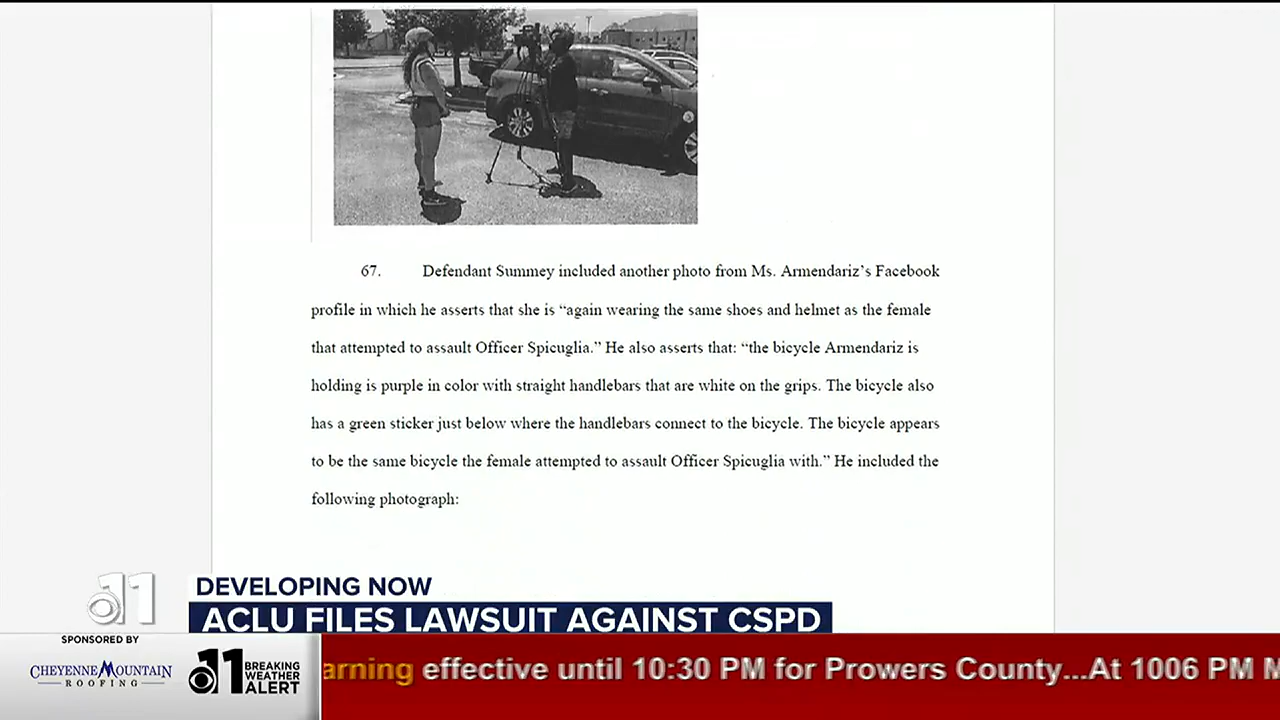 67. Defendant Summey included another photo from Ms. Armendariz's Facebook
profile in which he asserts that she is “again wearing the same shoes and helmet as the female
that attempted to assault Officer Spicuglia.” He also asserts that: “the bicycle Armendariz is
holding is purple in color with straight handlebars that are white on the grips. The bicycle also
has a green sticker just below where the handlebars connect to the bicycle. The bicycle appears
to be the same bicycle the female attempted to assault Officer Spicuglia with.” He included the
following photograph:
11
DEVELOPING NOW
ACLU FILES LAWSUIT AGAINST CSPD
SPONSORED BY
CHEYENNE MOUNTAIN
ROOFING
11 BREAKING
WEATHER
ALERT
arning effective until 10:30 PM for Prowers County...At 1006 PM M